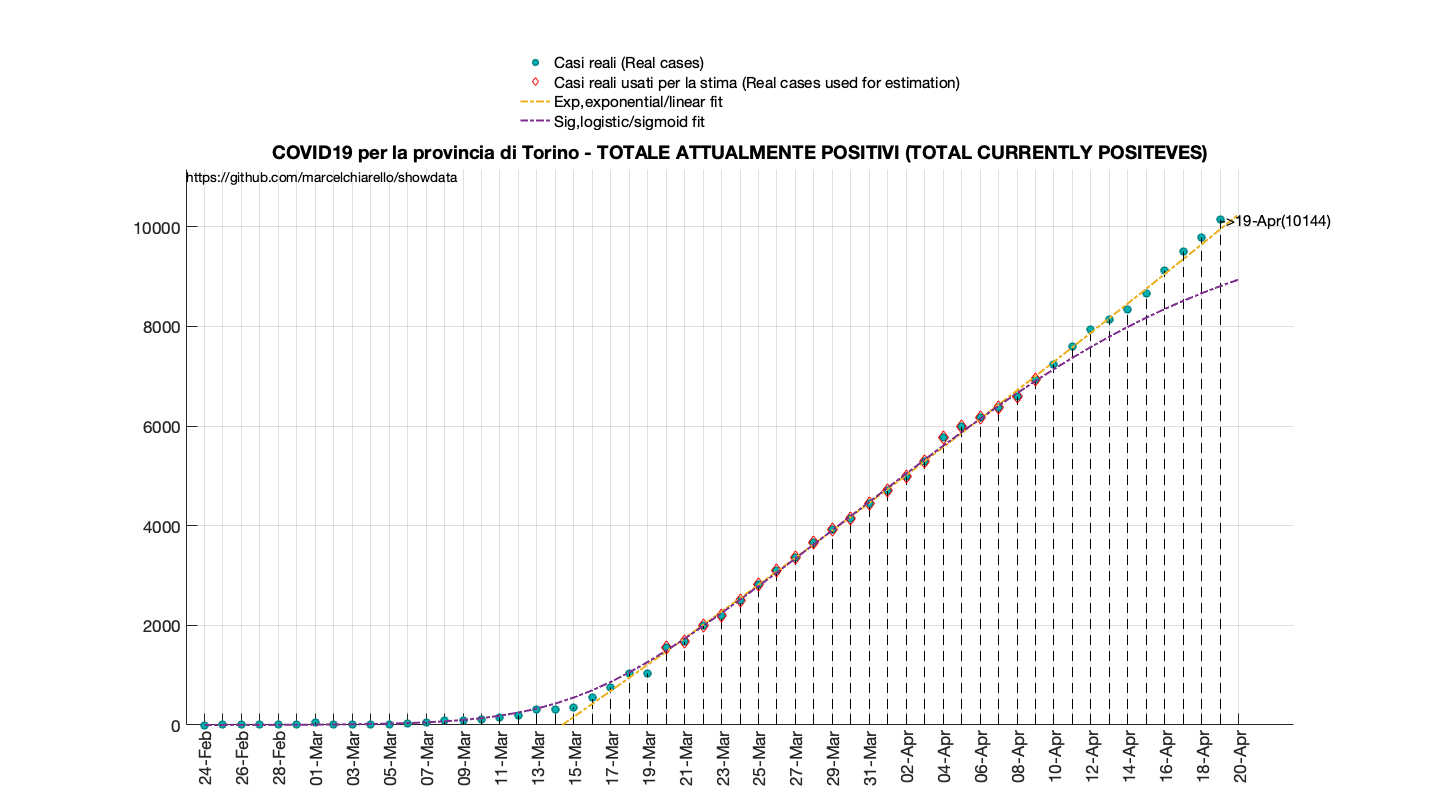 Casi reali (Real cases)
Casi reali usati per la stima (Real cases used for estimation)
Exp,exponential/linear fit
Sig,logistic/sigmoid fit
COVID19 per la provincia di Torino - TOTALE ATTUALMENTE POSITIVI (TOTAL CURRENTLY POSITEVES)
https://github.com/marcelchiarello/showdata
10000
->19-Apr(10144)
8000
6000
4000
2000
0
24-Feb
26-Feb
28-Feb
01-Mar
03-Mar
05-Mar
07-Mar
09-Mar
11-Mar
13-Mar
15-Mar
17-Mar
19-Mar
21-Mar
23-Mar
25-Mar
27-Mar
29-Mar
31-Mar
02-Apr
04-Apr
06-Apr
08-Apr
10-Apr
12-Apr
14-Apr
16-Apr
18-Apr
20-Apr